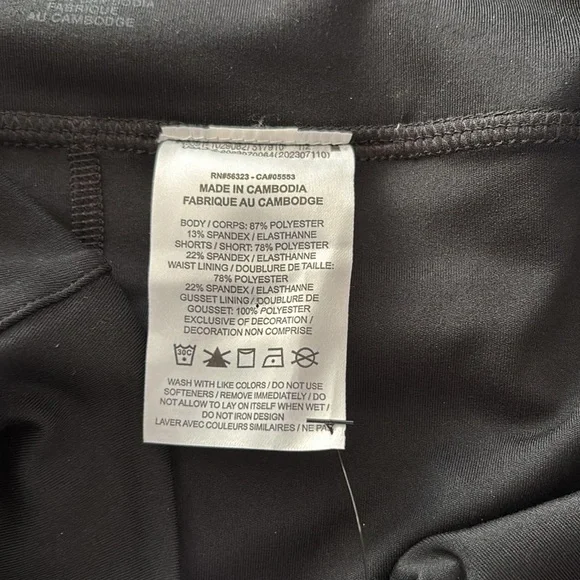 FABRIQUE
AU CAMBODGE
RN#56323 - CA#05553
MADE IN CAMBODIA
FABRIQUE AU CAMBODGE
BODY / CORPS: 87% POLYESTER
13% SPANDEX / ELASTHANNE
SHORTS / SHORT: 78% POLYESTER
22% SPANDEX / ELASTHANNE
WAIST LINING / DOUBLURE DE TAILLE:
78% POLYESTER
22% SPANDEX / ELASTHANNE
GUSSET LINING / DOUBLURE DE
GOUSSET: 100% POLYESTER
EXCLUSIVE OF DECORATION /
DECORATION NON COMPRISE
30C
WASH WITH LIKE COLORS / DO NOT USE
SOFTENERS / REMOVE IMMEDIATELY / DO
NOT ALLOW TO LAY ON ITSELF WHEN WET /
DO NOT IRON DESIGN
LAVER AVEC COULEURS SIMILAIRES / NE PAS